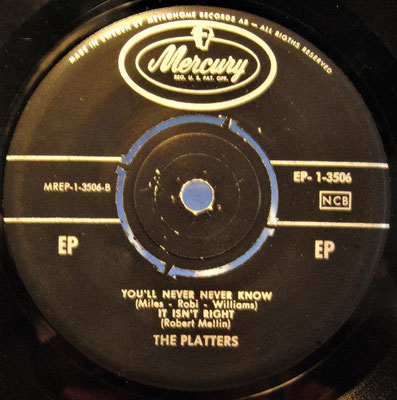 MADE IN SWEDEN BY METRONOME RECORDS AB — ALL RIGTHS RESERVED
Mercury
REG. U. S. PAT. OFF.
MREP-1-3506-B
EP- 1-3506
NCB
EP
EP
YOU'LL NEVER NEVER KNOW
(Miles - Robi - Williams)
IT ISN'T RIGHT
(Robert Mellin)
THE PLATTERS